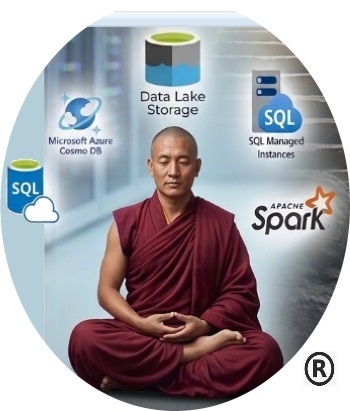 Data Lake
Storage
Microsoft Azure
Cosmo DB
SQL
SQL Managed
Instances
SQL
APACHE
Spark
®